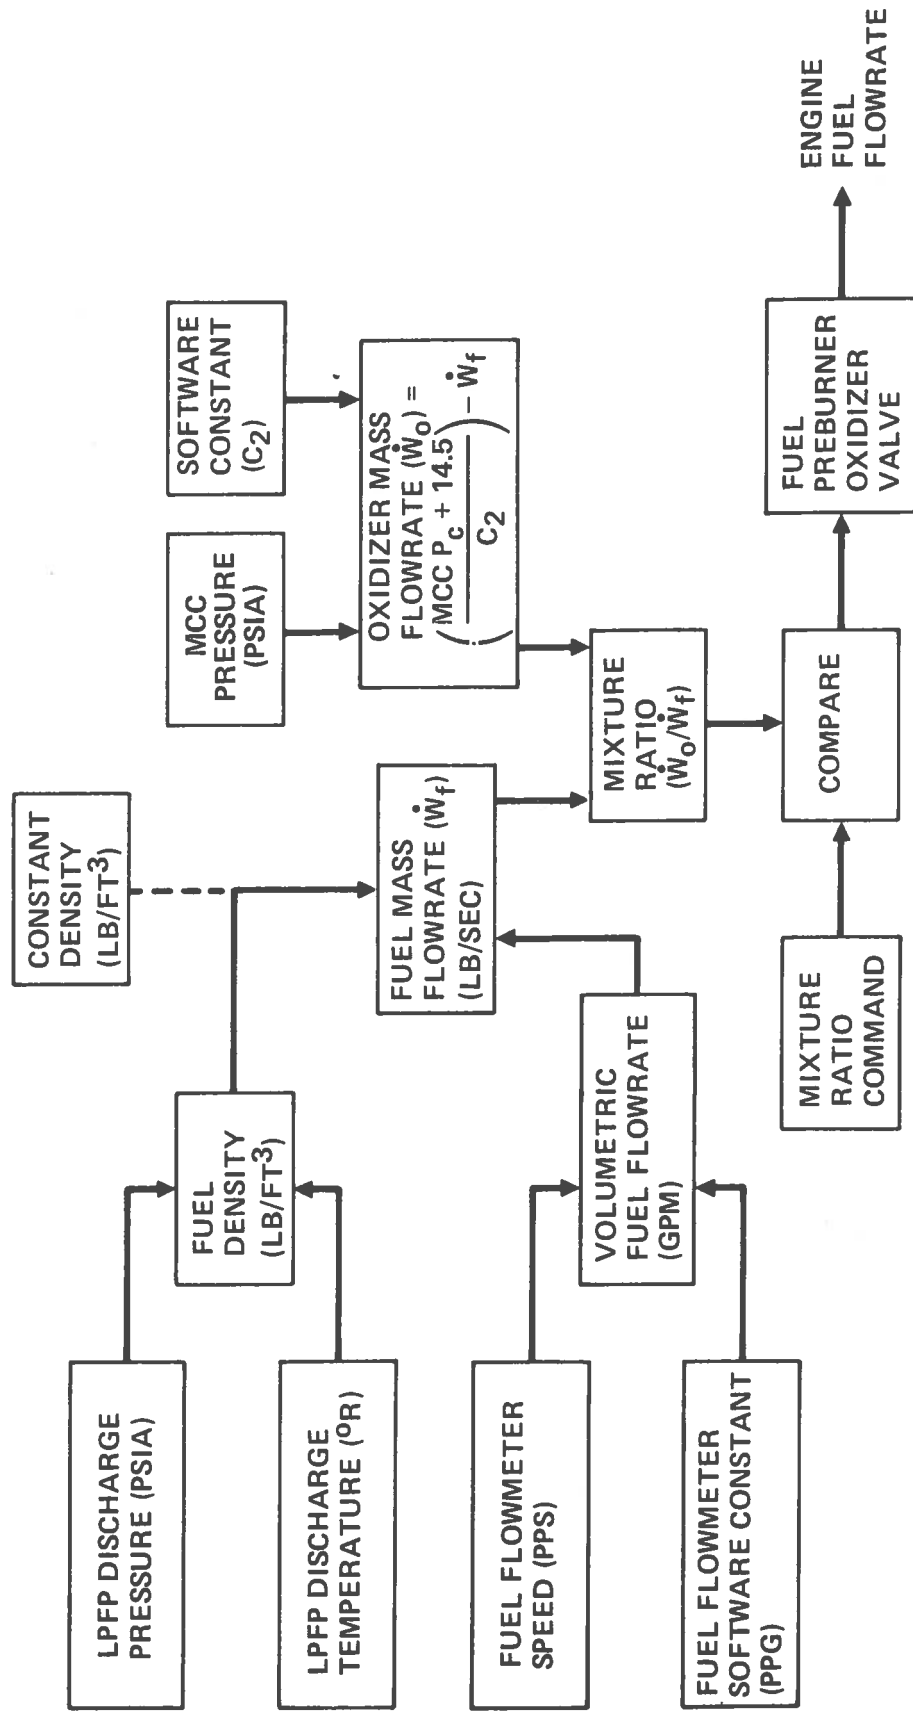 LPFP DISCHARGE
PRESSURE (PSIA)
LPFP DISCHARGE
TEMPERATURE (°R)
FUEL FLOWMETER
SPEED (PPS)
FUEL FLOWMETER
SOFTWARE CONSTANT
(PPG)
FUEL
DENSITY
(LB/FT³)
CONSTANT
DENSITY
(LB/FT³)
VOLUMETRIC
FUEL FLOWRATE
(GPM)
FUEL MASS
FLOWRATE (Ẇf)
(LB/SEC)
MCC
PRESSURE
(PSIA)
SOFTWARE
CONSTANT
(C₂)
OXIDIZER MASS
FLOWRATE (Ẇo) =
(MCC Pc + 14.5 / C₂) − Ẇf
MIXTURE
RATIO
(Ẇo/Ẇf)
MIXTURE
RATIO
COMMAND
COMPARE
FUEL
PREBURNER
OXIDIZER
VALVE
ENGINE
FUEL
FLOWRATE